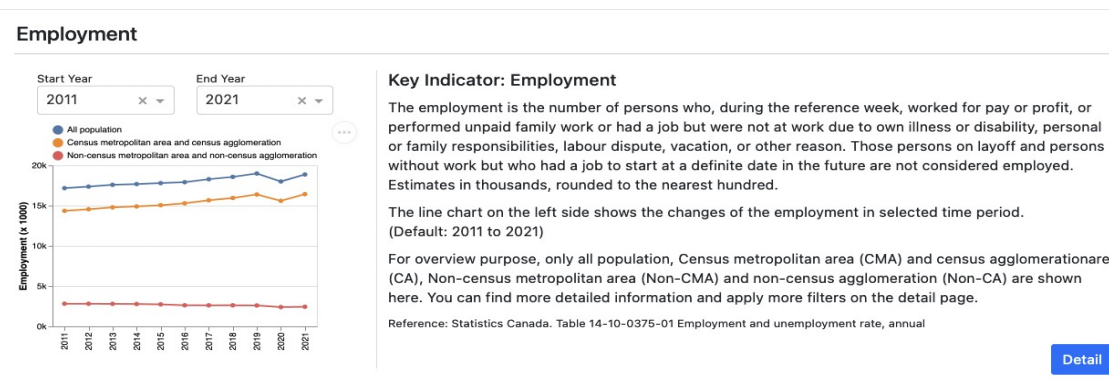 Employment
Start Year
End Year
2011
2021
All population
Census metropolitan area and census agglomeration
Non-census metropolitan area and non-census agglomeration
20k
15k
10k
5k
0k
Employment (x 1000)
2011
2012
2013
2014
2015
2016
2017
2018
2019
2020
2021
Key Indicator: Employment
The employment is the number of persons who, during the reference week, worked for pay or profit, or
performed unpaid family work or had a job but were not at work due to own illness or disability, personal
or family responsibilities, labour dispute, vacation, or other reason. Those persons on layoff and persons
without work but who had a job to start at a definite date in the future are not considered employed.
Estimates in thousands, rounded to the nearest hundred.
The line chart on the left side shows the changes of the employment in selected time period.
(Default: 2011 to 2021)
For overview purpose, only all population, Census metropolitan area (CMA) and census agglomerationare
(CA), Non-census metropolitan area (Non-CMA) and non-census agglomeration (Non-CA) are shown
here. You can find more detailed information and apply more filters on the detail page.
Reference: Statistics Canada. Table 14-10-0375-01 Employment and unemployment rate, annual
Detail